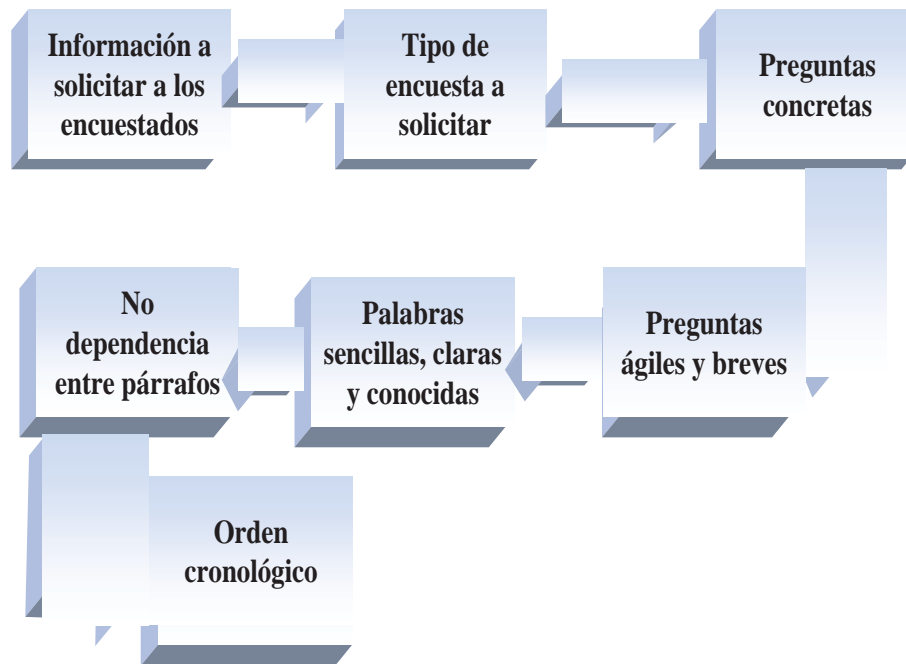 Información a
solicitar a los
encuestados
Tipo de
encuesta a
solicitar
Preguntas
concretas
Preguntas
ágiles y breves
Palabras
sencillas, claras
y conocidas
No
dependencia
entre párrafos
Orden
cronológico